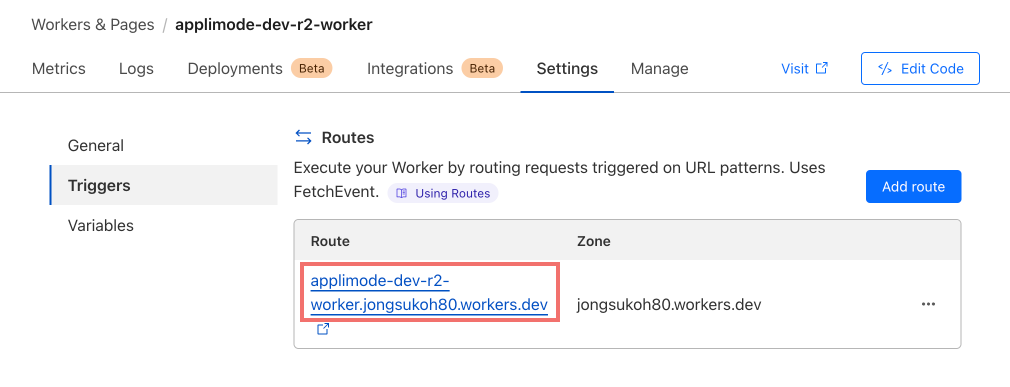 Workers & Pages / applimode-dev-r2-worker
Metrics Logs Deployments Beta Integrations Beta Settings Manage Visit Edit Code
General
Triggers
Variables
Routes
Execute your Worker by routing requests triggered on URL patterns. Uses
FetchEvent. Using Routes
Add route
Route Zone
applimode-dev-r2-
worker.jongsukoh80.workers.dev jongsukoh80.workers.dev